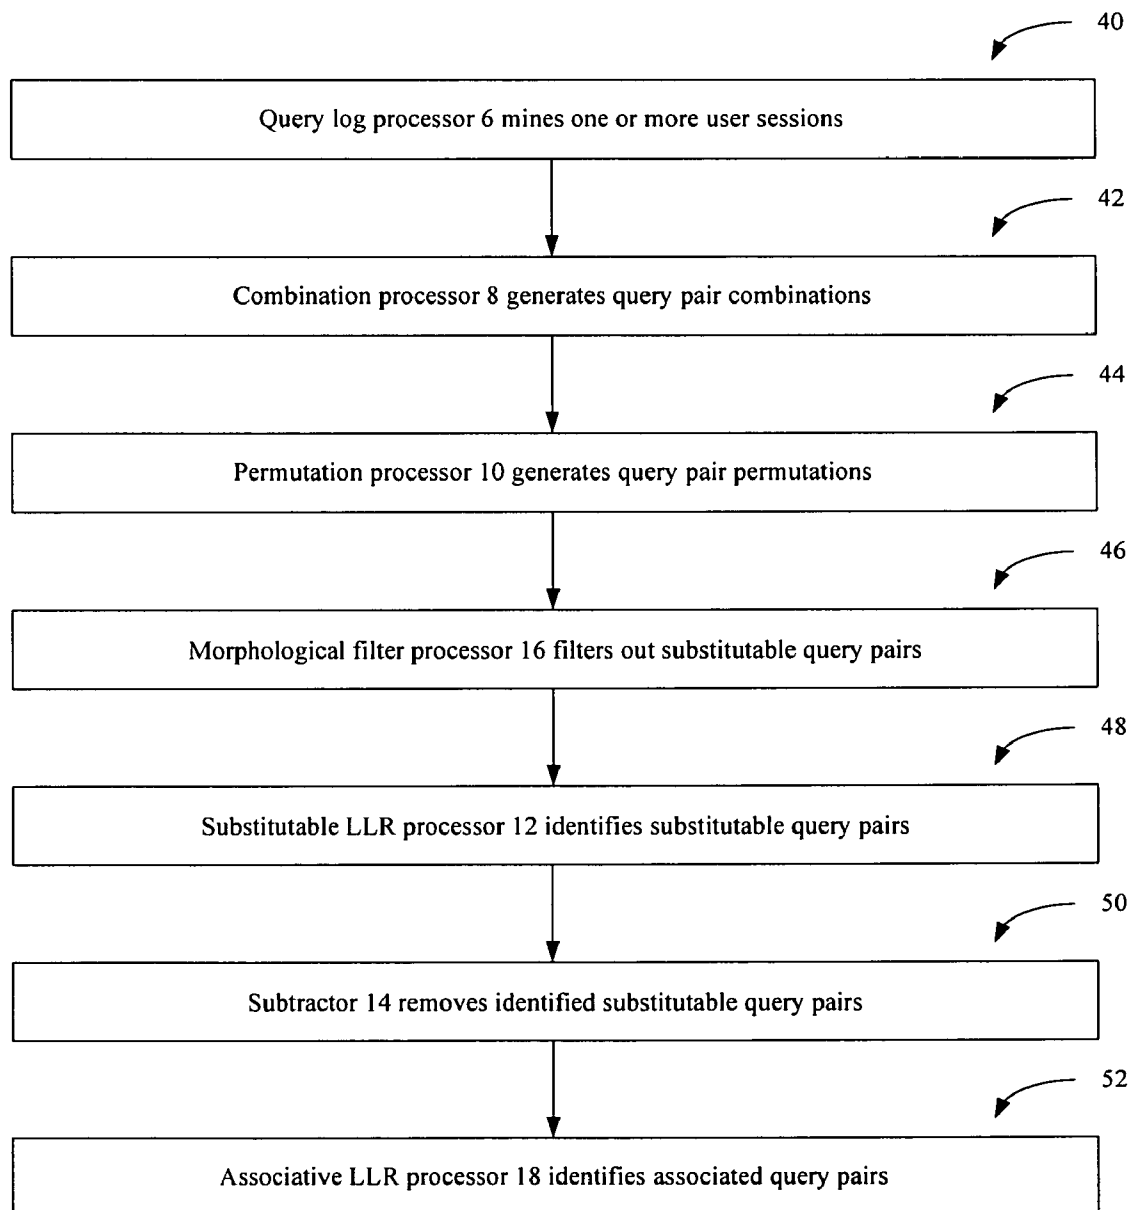 40
Query log processor 6 mines one or more user sessions
42
Combination processor 8 generates query pair combinations
44
Permutation processor 10 generates query pair permutations
46
Morphological filter processor 16 filters out substitutable query pairs
48
Substitutable LLR processor 12 identifies substitutable query pairs
50
Subtractor 14 removes identified substitutable query pairs
52
Associative LLR processor 18 identifies associated query pairs